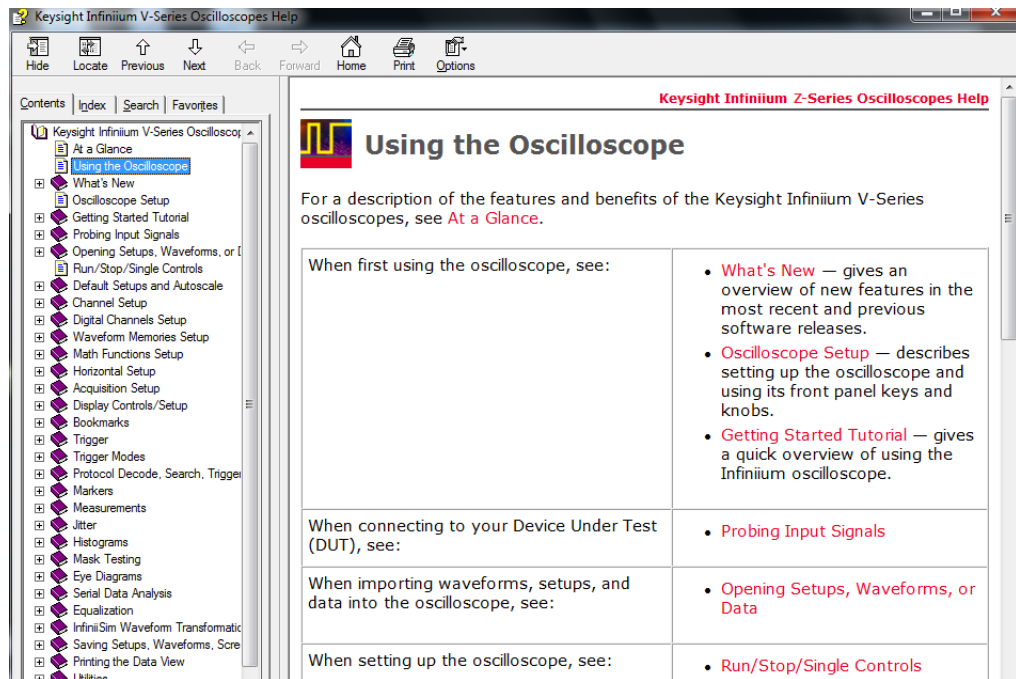 Keysight Infiniium V-Series Oscilloscopes Help
Hide Locate Previous Next Back Forward Home Print Options
Contents Index Search Favorites
Keysight Infiniium V-Series Oscilloscop
At a Glance
Using the Oscilloscope
What's New
Oscilloscope Setup
Getting Started Tutorial
Probing Input Signals
Opening Setups, Waveforms, or
Run/Stop/Single Controls
Default Setups and Autoscale
Channel Setup
Digital Channels Setup
Waveform Memories Setup
Math Functions Setup
Horizontal Setup
Acquisition Setup
Display Controls/Setup
Bookmarks
Trigger
Trigger Modes
Protocol Decode, Search, Trigge
Markers
Measurements
Jitter
Histograms
Mask Testing
Eye Diagrams
Serial Data Analysis
Equalization
InfiniiSim Waveform Transformatic
Saving Setups, Waveforms, Scre
Printing the Data View
Utilities
Keysight Infiniium Z-Series Oscilloscopes Help
Using the Oscilloscope
For a description of the features and benefits of the Keysight Infiniium V-Series
oscilloscopes, see At a Glance.
When first using the oscilloscope, see:
• What's New — gives an
overview of new features in the
most recent and previous
software releases.
• Oscilloscope Setup — describes
setting up the oscilloscope and
using its front panel keys and
knobs.
• Getting Started Tutorial — gives
a quick overview of using the
Infiniium oscilloscope.
When connecting to your Device Under Test
(DUT), see:
• Probing Input Signals
When importing waveforms, setups, and
data into the oscilloscope, see:
• Opening Setups, Waveforms, or
Data
When setting up the oscilloscope, see:
• Run/Stop/Single Controls